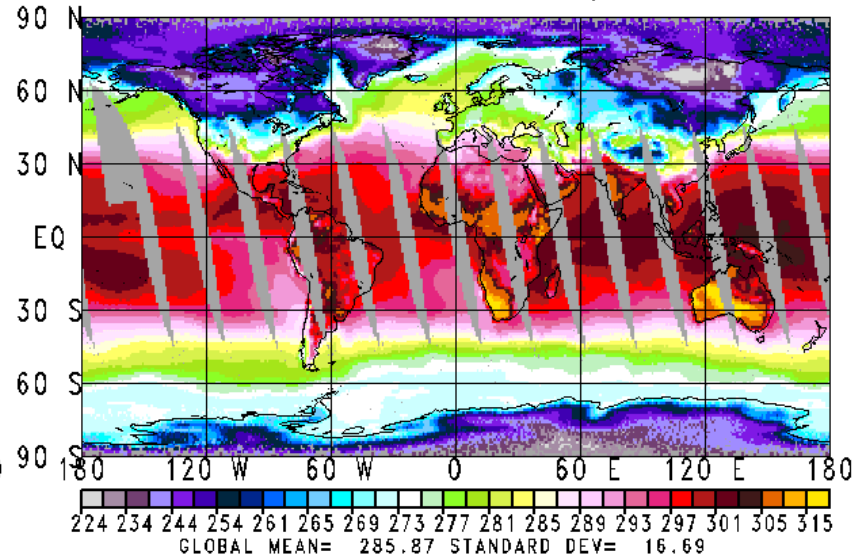 90 N
60 N
30 N
EQ
30 S
60 S
90 S
180 120 W 60 W 0 60 E 120 E 180
224 234 244 254 261 265 269 273 277 281 285 289 293 297 301 305 315
GLOBAL MEAN= 285.87 STANDARD DEV= 16.69